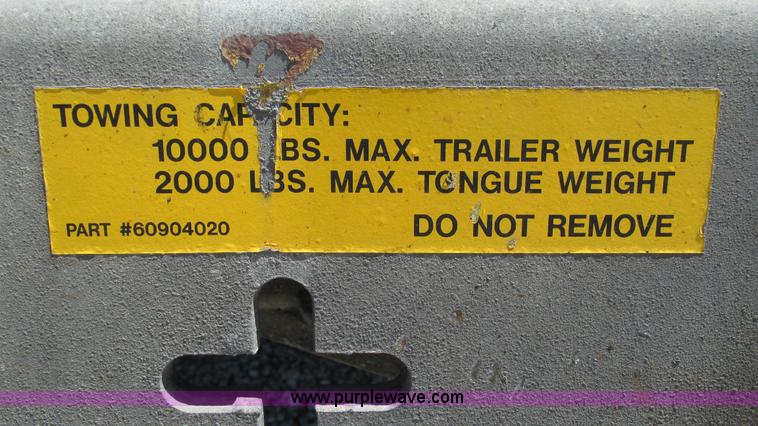 TOWING CAPACITY:
10000 LBS. MAX. TRAILER WEIGHT
2000 LBS. MAX. TONGUE WEIGHT
PART #60904020 DO NOT REMOVE
www.purplewave.com